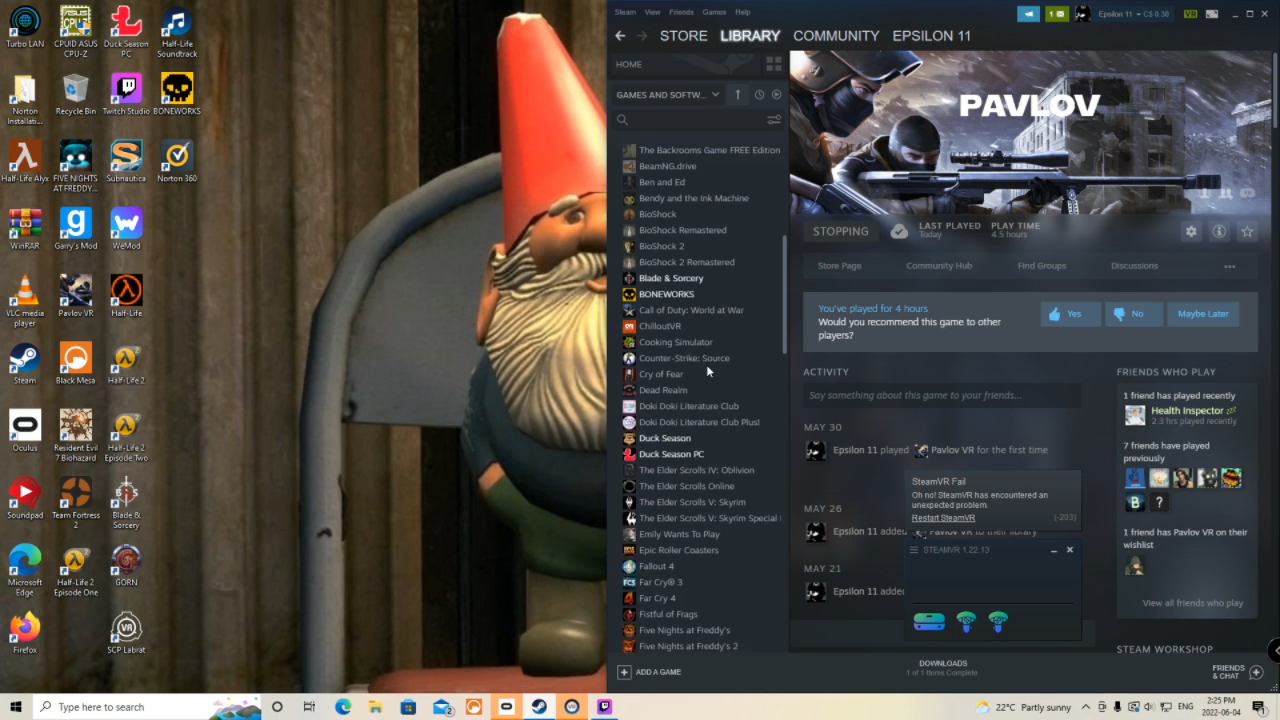 Turbo LAN
CPUID ASUS
CPU-Z
Duck Season
PC
Half-Life
Soundtrack
Norton
Installati...
Recycle Bin
Twitch Studio
BONEWORKS
Half-Life Alyx
FIVE NIGHTS
AT FREDDY...
Subnautica
Norton 360
WinRAR
Garry's Mod
WeMod
VLC media
player
Pavlov VR
Half-Life
Steam
Black Mesa
Half-Life 2
Oculus
Resident Evil
7 Biohazard
Half-Life 2
Episode Two
Soundpad
Team Fortress
2
Blade &
Sorcery
Microsoft
Edge
Half-Life 2
Episode One
GORN
Firefox
SCP Labrat
Steam View Friends Games Help
1
Epsilon 11 C$ 0.30
VR
STORE LIBRARY COMMUNITY EPSILON 11
HOME
GAMES AND SOFTW...
The Backrooms Game FREE Edition
BeamNG.drive
Ben and Ed
Bendy and the Ink Machine
BioShock
BioShock Remastered
BioShock 2
BioShock 2 Remastered
Blade & Sorcery
BONEWORKS
Call of Duty: World at War
ChilloutVR
Cooking Simulator
Counter-Strike: Source
Cry of Fear
Dead Realm
Doki Doki Literature Club
Doki Doki Literature Club Plus!
Duck Season
Duck Season PC
The Elder Scrolls IV: Oblivion
The Elder Scrolls Online
The Elder Scrolls V: Skyrim
The Elder Scrolls V: Skyrim Special
Emily Wants To Play
Epic Roller Coasters
Fallout 4
Far Cry® 3
Far Cry 4
Fistful of Frags
Five Nights at Freddy's
Five Nights at Freddy's 2
ADD A GAME
PAVLOV
STOPPING
LAST PLAYED
Today
PLAY TIME
4.5 hours
Store Page Community Hub Find Groups Discussions
You've played for 4 hours
Would you recommend this game to other
players?
Yes
No
Maybe Later
ACTIVITY
Say something about this game to your friends...
MAY 30
Epsilon 11 played Pavlov VR for the first time
MAY 26
Epsilon 11 added Pavlov VR to their library
MAY 21
Epsilon 11 added
SteamVR Fail
Oh no! SteamVR has encountered an
unexpected problem.
Restart SteamVR (-203)
STEAMVR 1.22.13
FRIENDS WHO PLAY
1 friend has played recently
Health Inspector
2.3 hrs played recently
7 friends have played
previously
B ?
1 friend has Pavlov VR on their
wishlist
View all friends who play
STEAM WORKSHOP
DOWNLOADS
1 of 1 Items Complete
FRIENDS
& CHAT
Type here to search
22°C Partly sunny
ENG
2:25 PM
2022-06-04